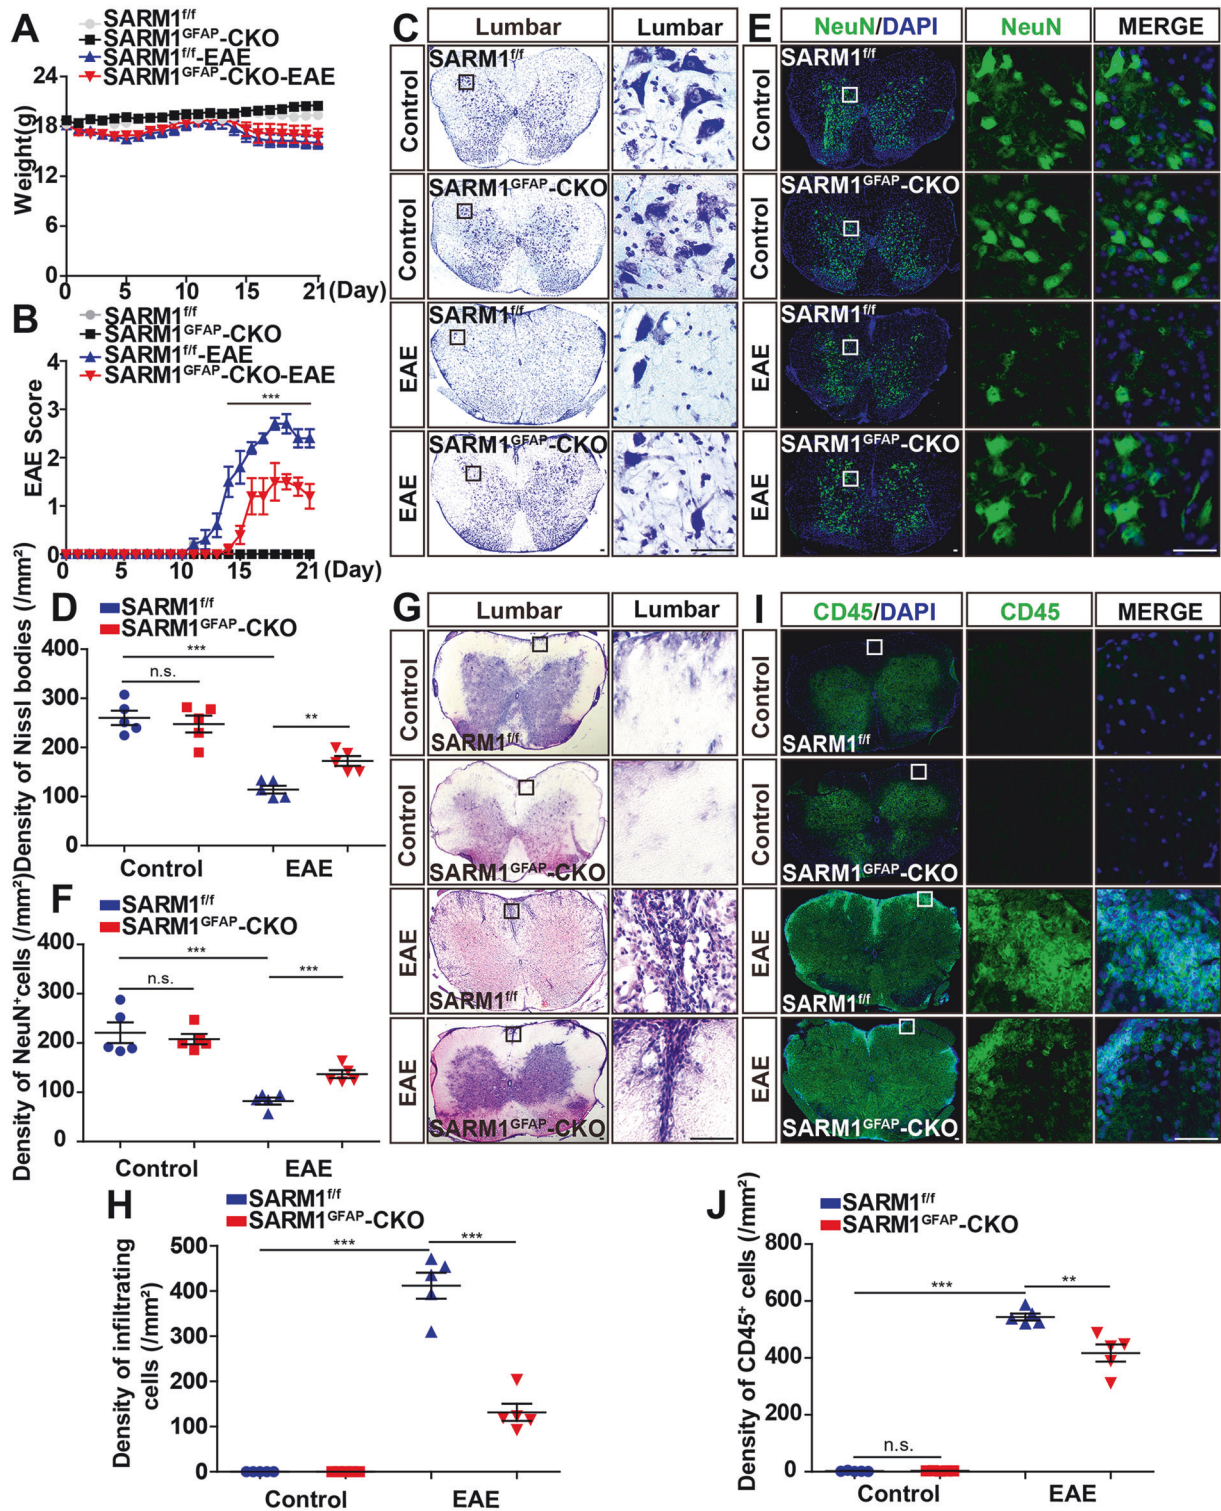 A
SARM1f/f
SARM1GFAP-CKO
SARM1f/f-EAE
SARM1GFAP-CKO-EAE
Weight(g)
24
18
12
6
0
0 5 10 15 21 (Day)
B
SARM1f/f
SARM1GFAP-CKO
SARM1f/f-EAE
SARM1GFAP-CKO-EAE
EAE Score
4
3
2
1
0
***
0 5 10 15 21 (Day)
C
Lumbar Lumbar
Control
SARM1f/f
Control
SARM1GFAP-CKO
EAE
SARM1f/f
EAE
SARM1GFAP-CKO
E
NeuN/DAPI NeuN MERGE
Control
SARM1f/f
Control
SARM1GFAP-CKO
EAE
SARM1f/f
EAE
SARM1GFAP-CKO
D
SARM1f/f
SARM1GFAP-CKO
Density of Nissl bodies (/mm²)
400
300
200
100
0
***
n.s.
**
Control EAE
F
SARM1f/f
SARM1GFAP-CKO
Density of NeuN+cells (/mm²)
400
300
200
100
0
***
n.s.
***
Control EAE
G
Lumbar Lumbar
Control
SARM1f/f
Control
SARM1GFAP-CKO
EAE
SARM1f/f
EAE
SARM1GFAP-CKO
I
CD45/DAPI CD45 MERGE
Control
SARM1f/f
Control
SARM1GFAP-CKO
EAE
SARM1f/f
EAE
SARM1GFAP-CKO
H
SARM1f/f
SARM1GFAP-CKO
Density of infiltrating
cells (/mm²)
500
400
300
200
100
0
***
***
Control EAE
J
SARM1f/f
SARM1GFAP-CKO
Density of CD45+ cells (/mm²)
800
600
400
200
0
***
**
n.s.
Control EAE